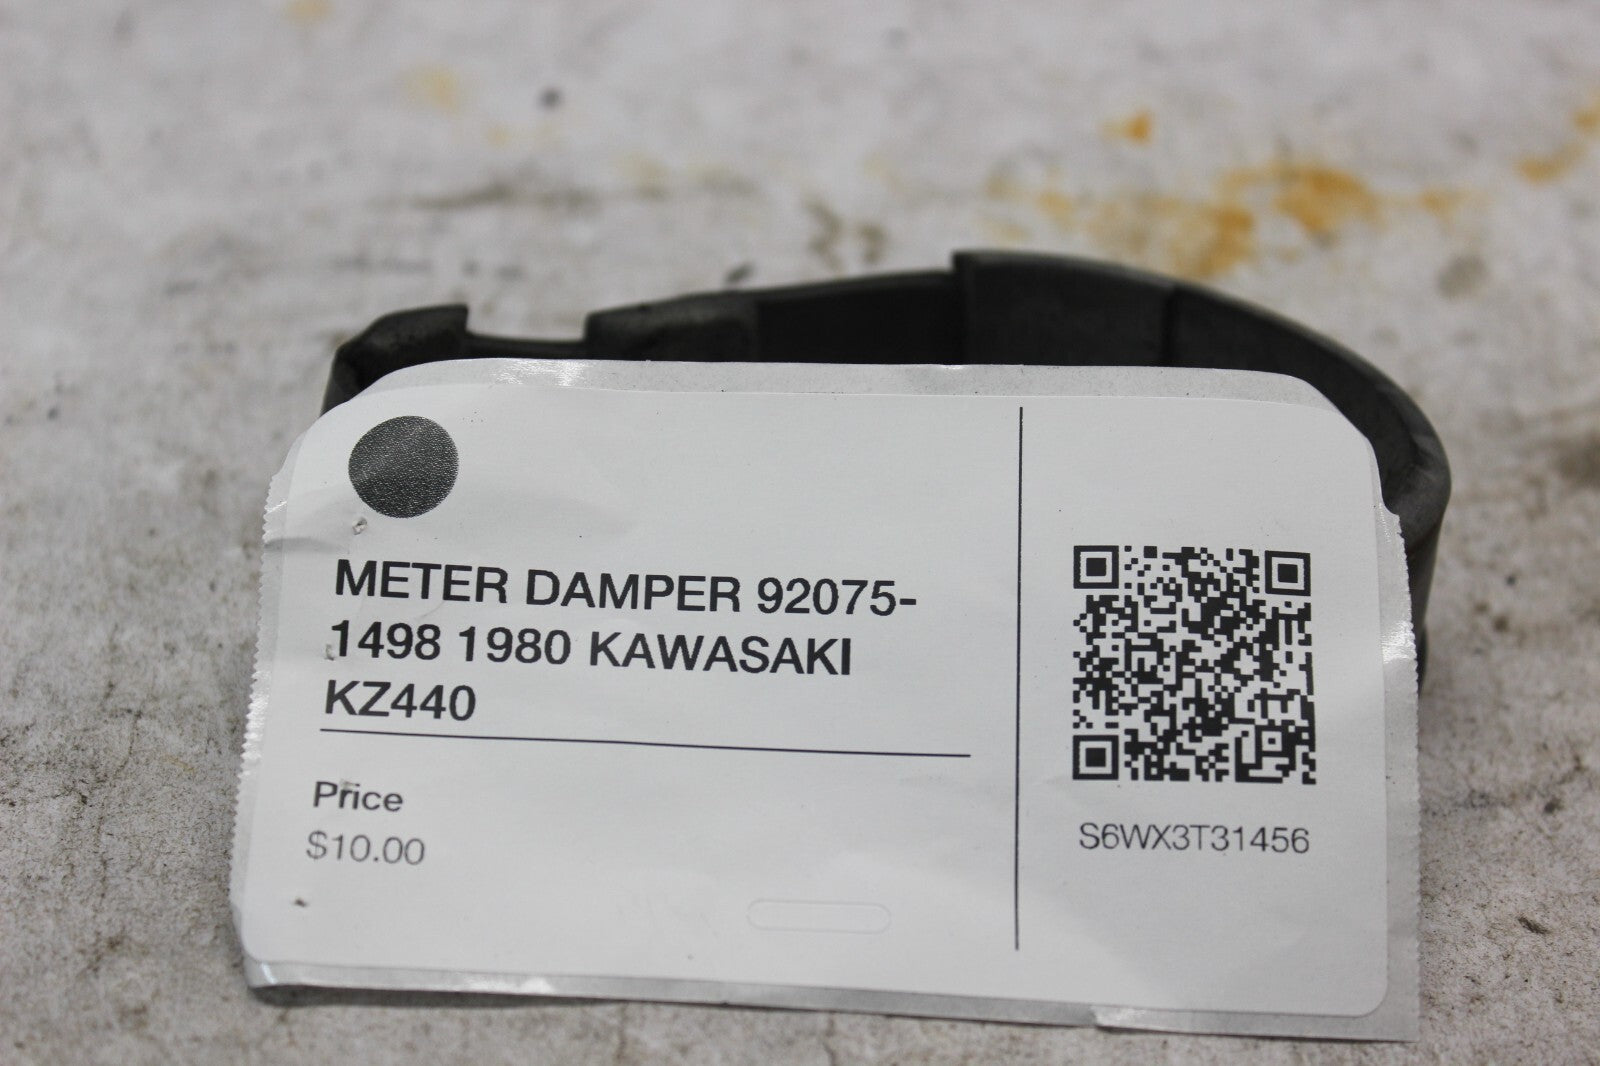 METER DAMPER 92075-
1498 1980 KAWASAKI
KZ440
Price
$10.00
S6WX3T31456